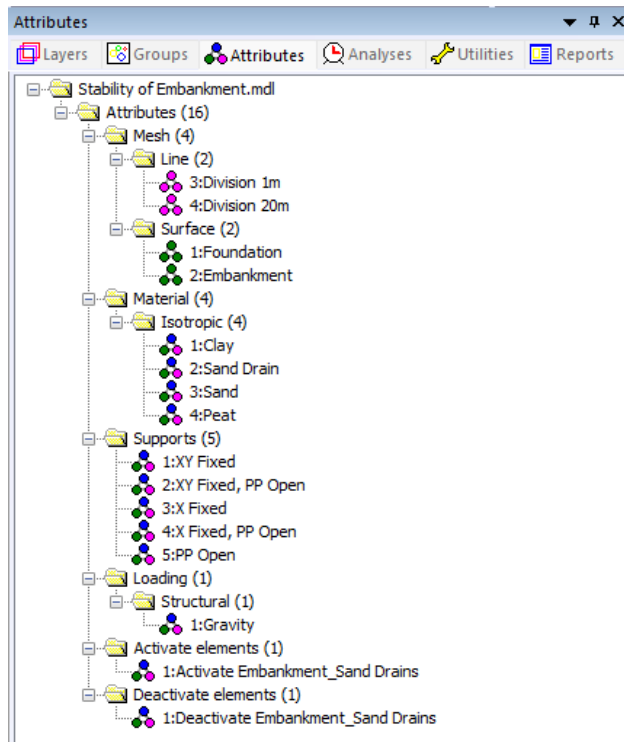 Attributes
Layers Groups Attributes Analyses Utilities Reports
Stability of Embankment.mdl
Attributes (16)
Mesh (4)
Line (2)
3:Division 1m
4:Division 20m
Surface (2)
1:Foundation
2:Embankment
Material (4)
Isotropic (4)
1:Clay
2:Sand Drain
3:Sand
4:Peat
Supports (5)
1:XY Fixed
2:XY Fixed, PP Open
3:X Fixed
4:X Fixed, PP Open
5:PP Open
Loading (1)
Structural (1)
1:Gravity
Activate elements (1)
1:Activate Embankment_Sand Drains
Deactivate elements (1)
1:Deactivate Embankment_Sand Drains